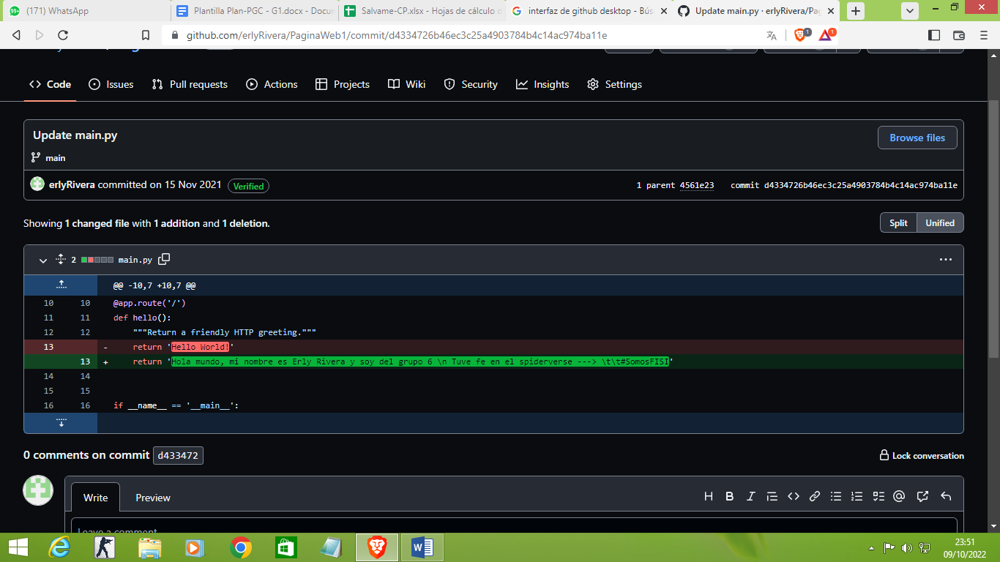 99+ (171) WhatsApp
Plantilla Plan-PGC - G1.docx - Docum
Salvame-CP.xlsx - Hojas de cálculo d
interfaz de github desktop - Bús
Update main.py · erlyRivera/Pag
github.com/erlyRivera/PaginaWeb1/commit/d4334726b46ec3c25a4903784b4c14ac974ba11e
1
1
Code Issues Pull requests Actions Projects Wiki Security Insights Settings
Update main.py
Browse files
main
erlyRivera committed on 15 Nov 2021 Verified
1 parent 4561e23 commit d4334726b46ec3c25a4903784b4c14ac974ba11e
Showing 1 changed file with 1 addition and 1 deletion.
Split Unified
2 main.py
@@ -10,7 +10,7 @@
10 10 @app.route('/')
11 11 def hello():
12 12 """Return a friendly HTTP greeting."""
13 - return 'Hello World!'
13 + return 'Hola mundo, mi nombre es Erly Rivera y soy del grupo 6 \n Tuve fe en el spiderverse ---> \t\t#SomosFISI'
14 14
15 15
16 16 if __name__ == '__main__':
0 comments on commit d433472
Lock conversation
Write Preview
Leave a comment
23:51
09/10/2022